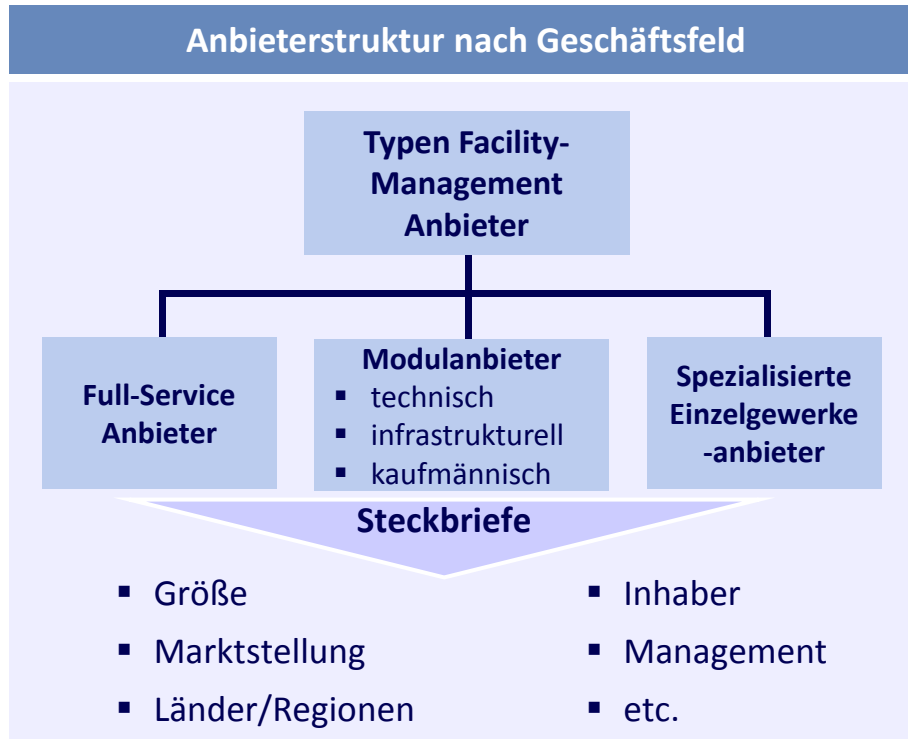 Anbieterstruktur nach Geschäftsfeld
Typen Facility-
Management
Anbieter
Full-Service
Anbieter
Modulanbieter
▪ technisch
▪ infrastrukturell
▪ kaufmännisch
Spezialisierte
Einzelgewerke
-anbieter
Steckbriefe
▪ Größe
▪ Marktstellung
▪ Länder/Regionen
▪ Inhaber
▪ Management
▪ etc.